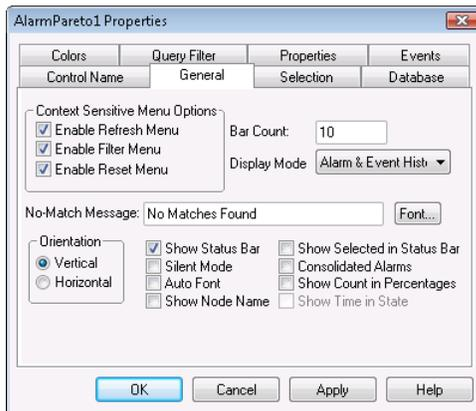 AlarmPareto1 Properties
Colors Query Filter Properties Events
Control Name General Selection Database
Context Sensitive Menu Options
Enable Refresh Menu
Enable Filter Menu
Enable Reset Menu
Bar Count: 10
Display Mode Alarm & Event Hist
No-Match Message: No Matches Found Font...
Orientation
Vertical
Horizontal
Show Status Bar
Silent Mode
Auto Font
Show Node Name
Show Selected in Status Bar
Consolidated Alarms
Show Count in Percentages
Show Time in State
OK Cancel Apply Help